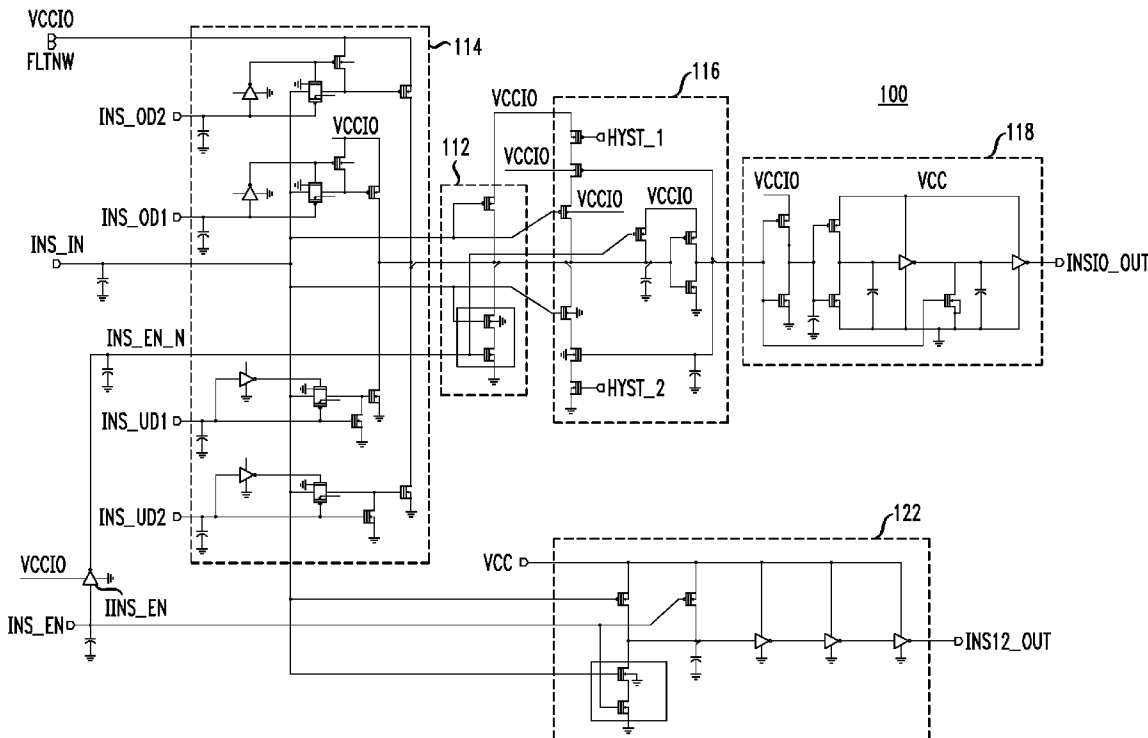 VCCIO
FLTNW
114
INS_OD2
VCCIO
INS_OD1
INS_IN
INS_EN_N
INS_UD1
INS_UD2
VCCIO
IINS_EN
INS_EN
112
116
VCCIO
HYST_1
VCCIO
VCCIO
VCCIO
HYST_2
100
118
VCCIO
VCC
INSIO_OUT
122
VCC
INS12_OUT